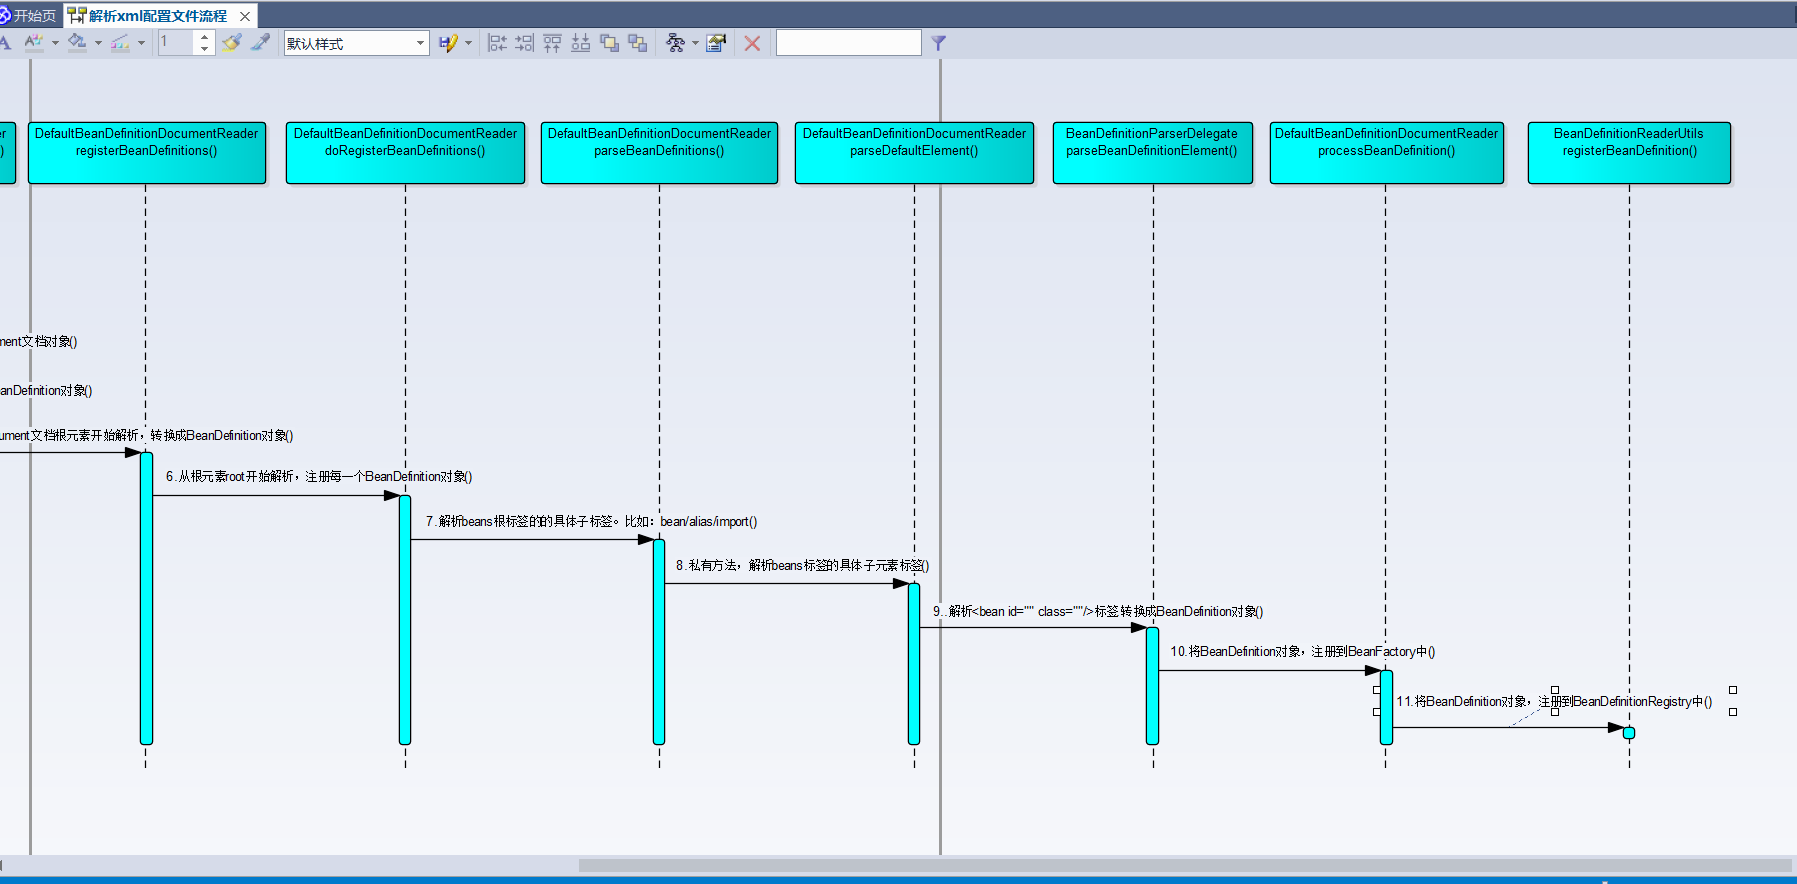 开始页 解析xml配置文件流程
1 默认样式
er
)
DefaultBeanDefinitionDocumentReader
registerBeanDefinitions()
DefaultBeanDefinitionDocumentReader
doRegisterBeanDefinitions()
DefaultBeanDefinitionDocumentReader
parseBeanDefinitions()
DefaultBeanDefinitionDocumentReader
parseDefaultElement()
BeanDefinitionParserDelegate
parseBeanDefinitionElement()
DefaultBeanDefinitionDocumentReader
processBeanDefinition()
BeanDefinitionReaderUtils
registerBeanDefinition()
ment文档对象()
anDefinition对象()
ument文档根元素开始解析，转换成BeanDefinition对象()
6.从根元素root开始解析，注册每一个BeanDefinition对象()
7.解析beans根标签的的具体子标签。比如：bean/alias/import()
8.私有方法，解析beans标签的具体子元素标签()
9..解析<bean id="" class=""/>标签转换成BeanDefinition对象()
10.将BeanDefinition对象，注册到BeanFactory中()
11.将BeanDefinition对象，注册到BeanDefinitionRegistry中()